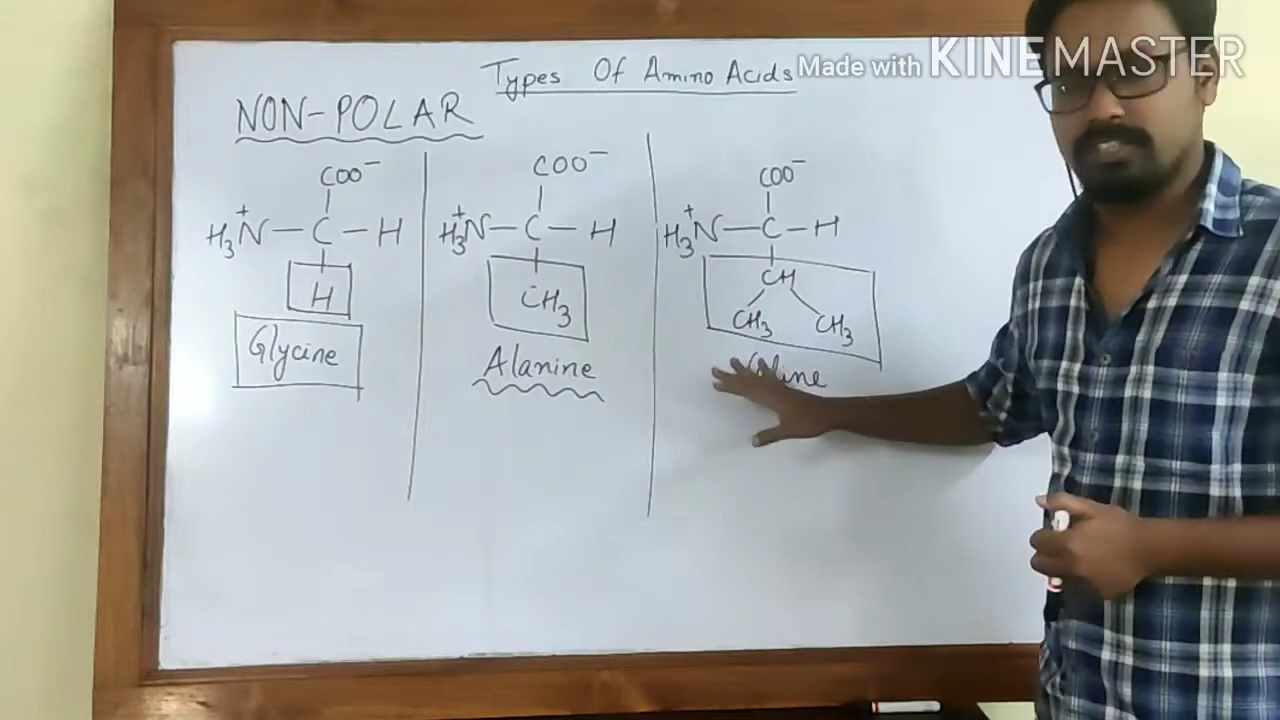 Types Of Amino Acids
Made with KINEMASTER
NON-POLAR
COO⁻
H₃N⁺ — C — H
H
Glycine
COO⁻
H₃N⁺ — C — H
CH₃
Alanine
COO⁻
H₃N⁺ — C — H
CH
CH₃ CH₃